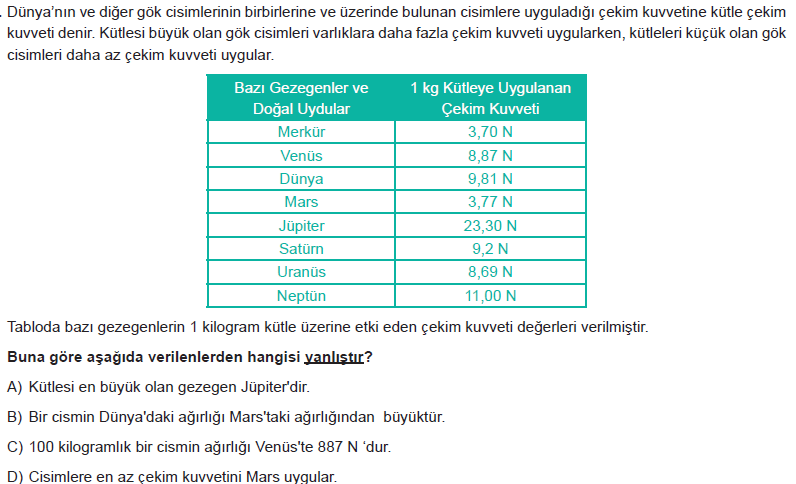 . Dünya’nın ve diğer gök cisimlerinin birbirlerine ve üzerinde bulunan cisimlere uyguladığı çekim kuvvetine kütle çekim
kuvveti denir. Kütlesi büyük olan gök cisimleri varlıklara daha fazla çekim kuvveti uygularken, kütleleri küçük olan gök
cisimleri daha az çekim kuvveti uygular.
Bazı Gezegenler ve Doğal Uydular 1 kg Kütleye Uygulanan Çekim Kuvveti
Merkür 3,70 N
Venüs 8,87 N
Dünya 9,81 N
Mars 3,77 N
Jüpiter 23,30 N
Satürn 9,2 N
Uranüs 8,69 N
Neptün 11,00 N
Tabloda bazı gezegenlerin 1 kilogram kütle üzerine etki eden çekim kuvveti değerleri verilmiştir.
Buna göre aşağıda verilenlerden hangisi yanlıştır?
A) Kütlesi en büyük olan gezegen Jüpiter'dir.
B) Bir cismin Dünya'daki ağırlığı Mars'taki ağırlığından büyüktür.
C) 100 kilogramlık bir cismin ağırlığı Venüs'te 887 N ‘dur.
D) Cisimlere en az çekim kuvvetini Mars uygular.